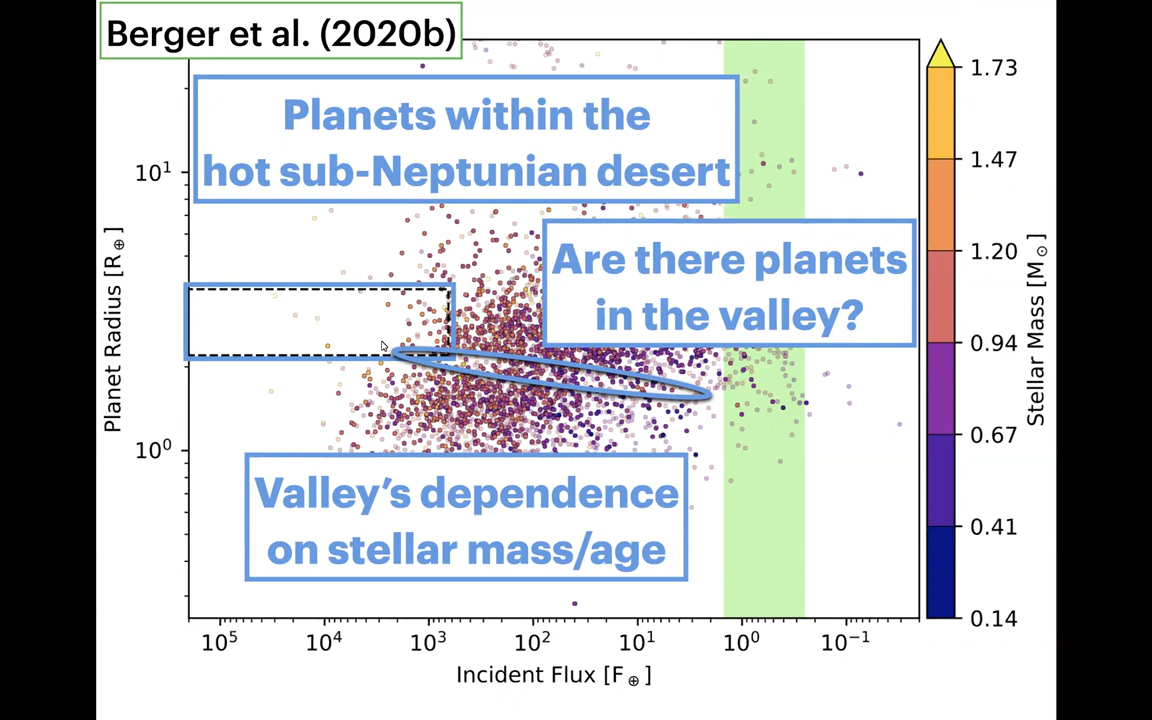 Berger et al. (2020b)
Planets within the
hot sub-Neptunian desert
Are there planets
in the valley?
Valley’s dependence
on stellar mass/age
Planet Radius [R⊕]
10¹
10⁰
10⁵
10⁴
10³
10²
10¹
10⁰
10⁻¹
Incident Flux [F⊕]
1.73
1.47
1.20
0.94
0.67
0.41
0.14
Stellar Mass [M⊙]